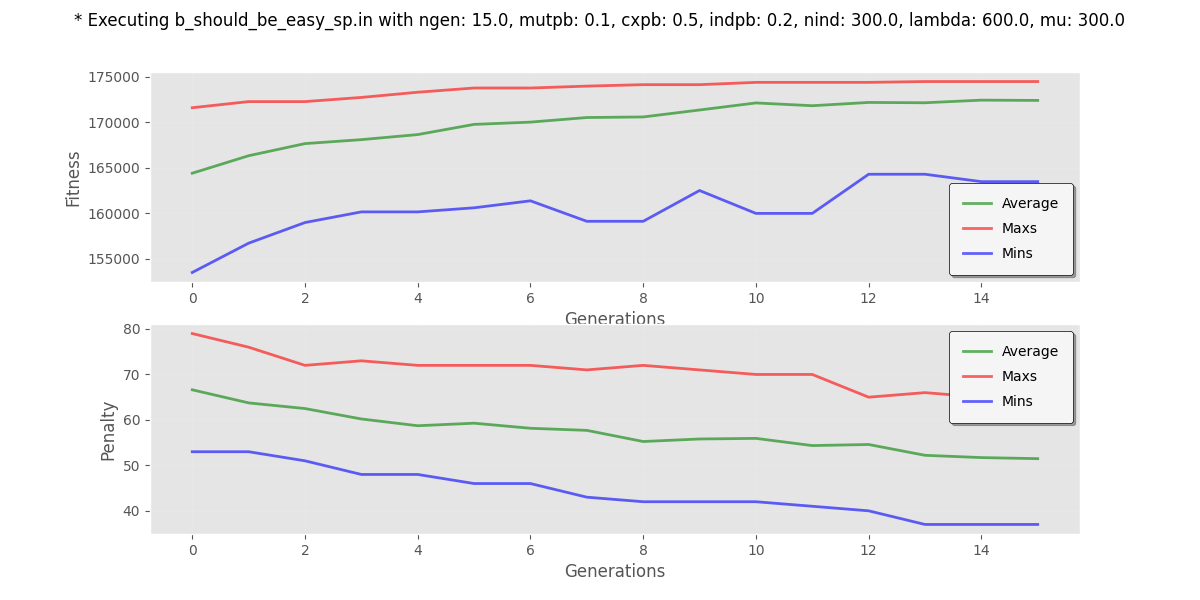 * Executing b_should_be_easy_sp.in with ngen: 15.0, mutpb: 0.1, cxpb: 0.5, indpb: 0.2, nind: 300.0, lambda: 600.0, mu: 300.0
175000
170000
165000
160000
155000
Fitness
Average
Maxs
Mins
0 2 4 6 8 10 12 14
Generations
80
70
60
50
40
Penalty
Average
Maxs
Mins
0 2 4 6 8 10 12 14
Generations